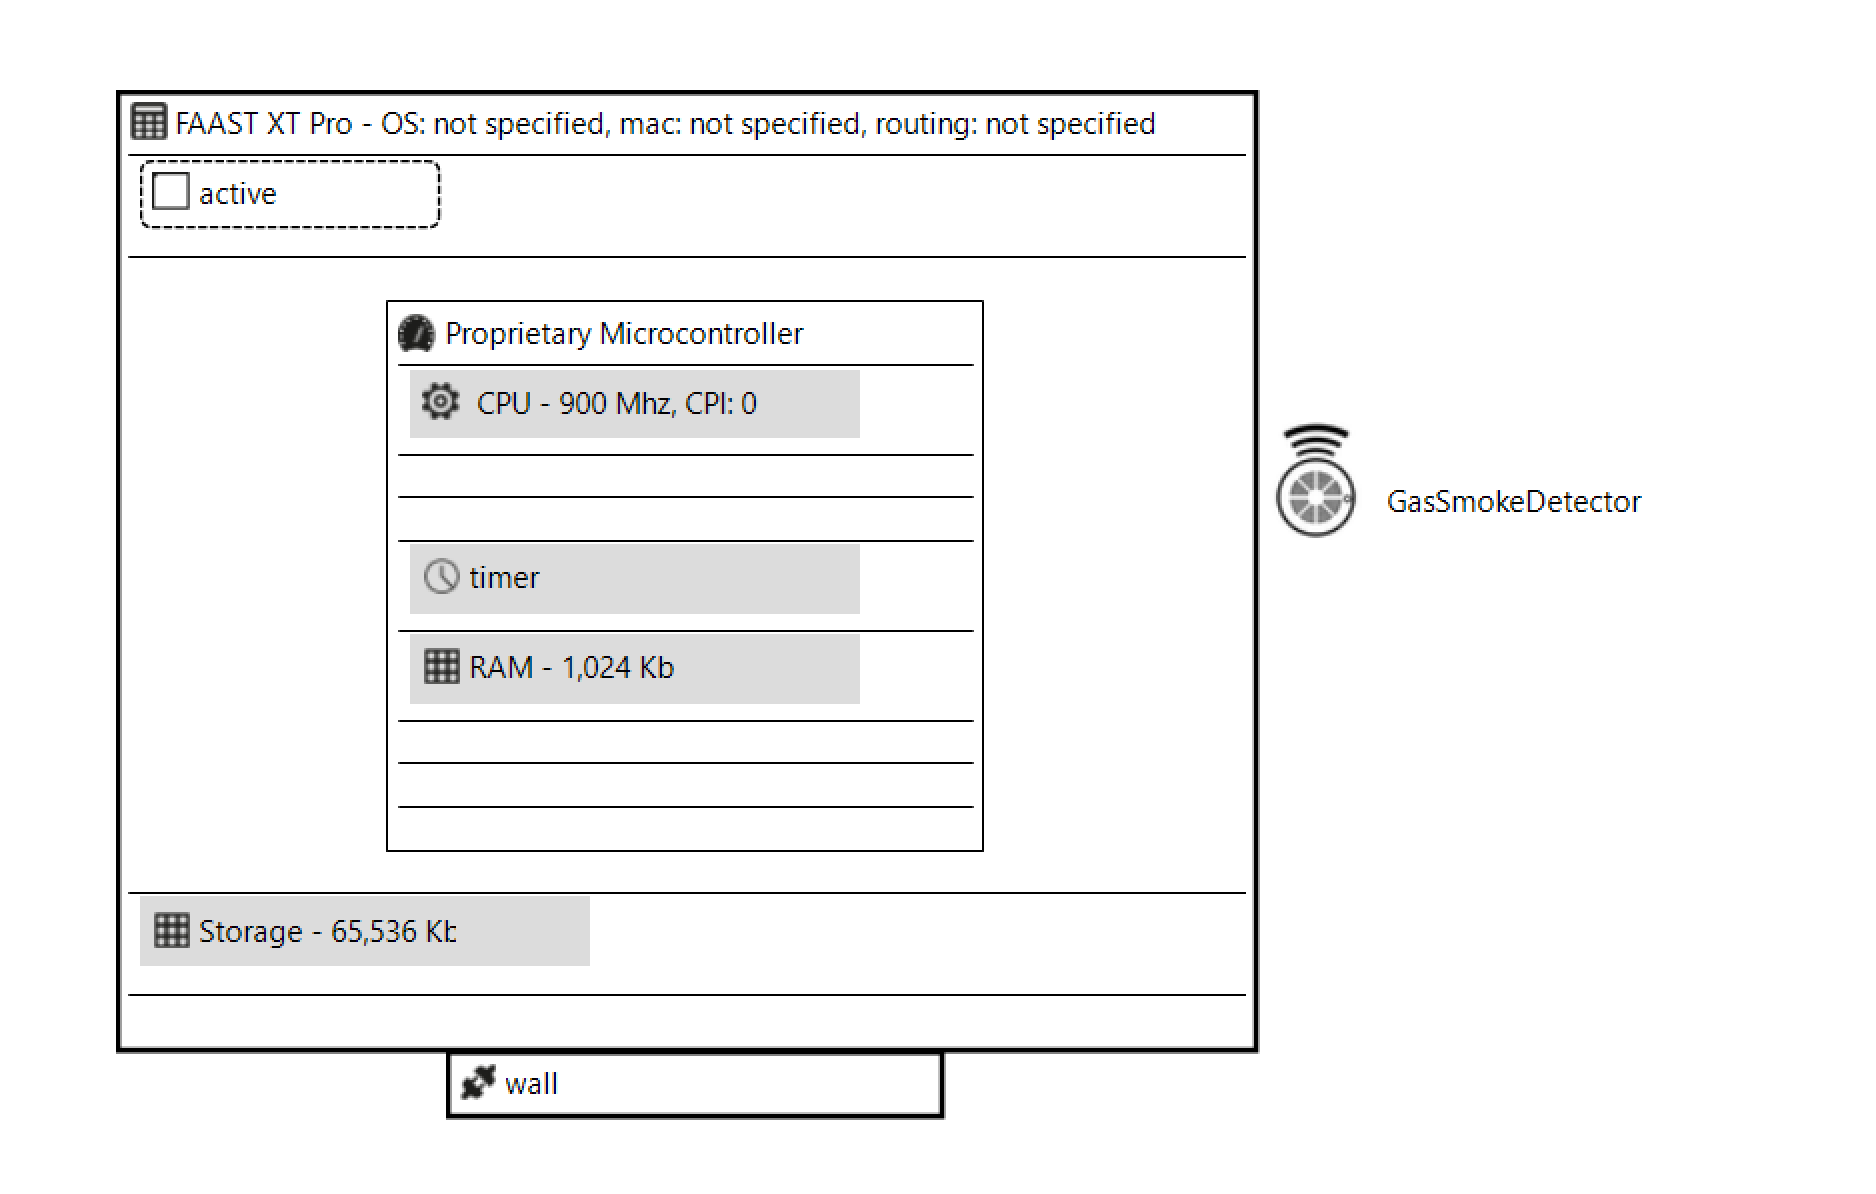 FAAST XT Pro - OS: not specified, mac: not specified, routing: not specified
active
Proprietary Microcontroller
CPU - 900 Mhz, CPI: 0
GasSmokeDetector
timer
RAM - 1,024 Kb
Storage - 65,536 Kb
wall